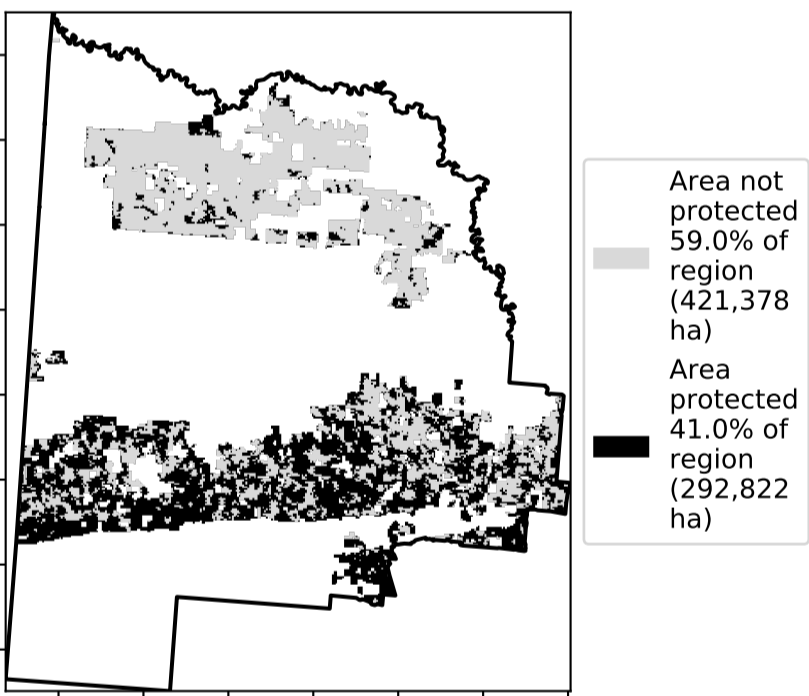 Area not
protected
59.0% of
region
(421,378
ha)
Area
protected
41.0% of
region
(292,822
ha)